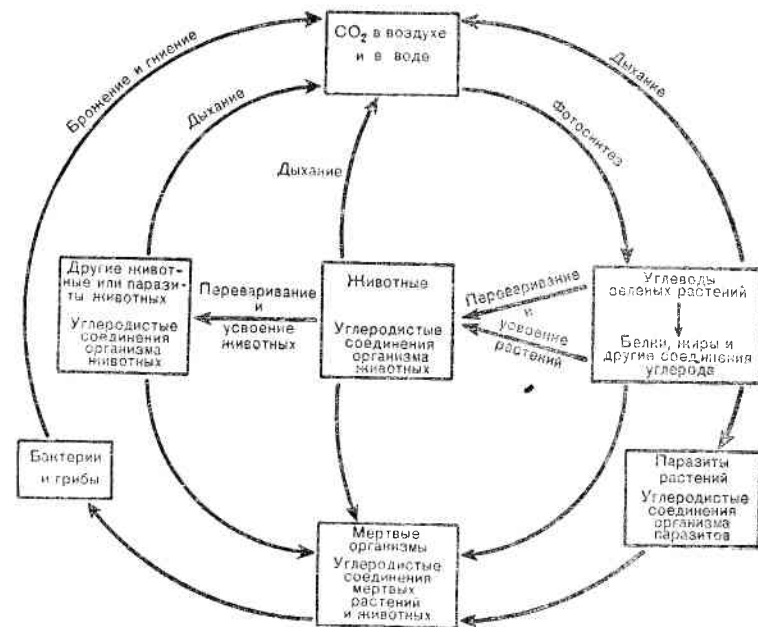 CO₂ в воздухе
и в воде
Брожение и гниение
Дыхание
Дыхание
Фотосинтез
Дыхание
Другие живот-
ные или парази-
ты животных
Углеродистые
соединения
организма
животных
Переваривание
и
усвоение
животных
Животные
Углеродистые
соединения
организма
животных
Переваривание
и
усвоение
растений
Углеводы
зеленых растений
Белки, жиры и
другие соединения
углерода
Бактерии
и грибы
Паразиты
растений
Углеродистые
соединения
организма
паразитов
Мертвые
организмы
Углеродистые
соединения
мертвых
растений
и животных